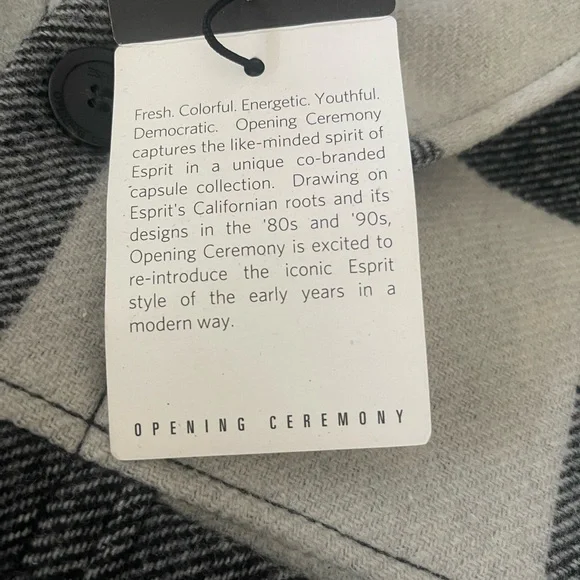 Fresh. Colorful. Energetic. Youthful.
Democratic. Opening Ceremony
captures the like-minded spirit of
Esprit in a unique co-branded
capsule collection. Drawing on
Esprit's Californian roots and its
designs in the '80s and '90s,
Opening Ceremony is excited to
re-introduce the iconic Esprit
style of the early years in a
modern way.
OPENING CEREMONY